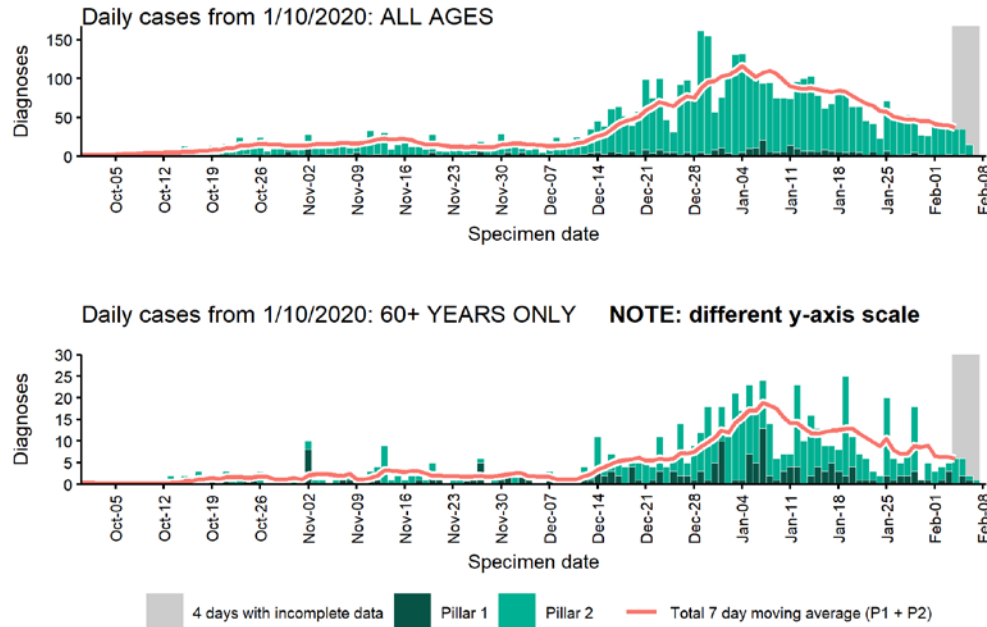 Daily cases from 1/10/2020: ALL AGES
150
100
50
0
Diagnoses
Oct-05 Oct-12 Oct-19 Oct-26 Nov-02 Nov-09 Nov-16 Nov-23 Nov-30 Dec-07 Dec-14 Dec-21 Dec-28 Jan-04 Jan-11 Jan-18 Jan-25 Feb-01 Feb-08
Specimen date
Daily cases from 1/10/2020: 60+ YEARS ONLY NOTE: different y-axis scale
30
25
20
15
10
5
0
Diagnoses
Oct-05 Oct-12 Oct-19 Oct-26 Nov-02 Nov-09 Nov-16 Nov-23 Nov-30 Dec-07 Dec-14 Dec-21 Dec-28 Jan-04 Jan-11 Jan-18 Jan-25 Feb-01 Feb-08
Specimen date
4 days with incomplete data Pillar 1 Pillar 2 Total 7 day moving average (P1 + P2)